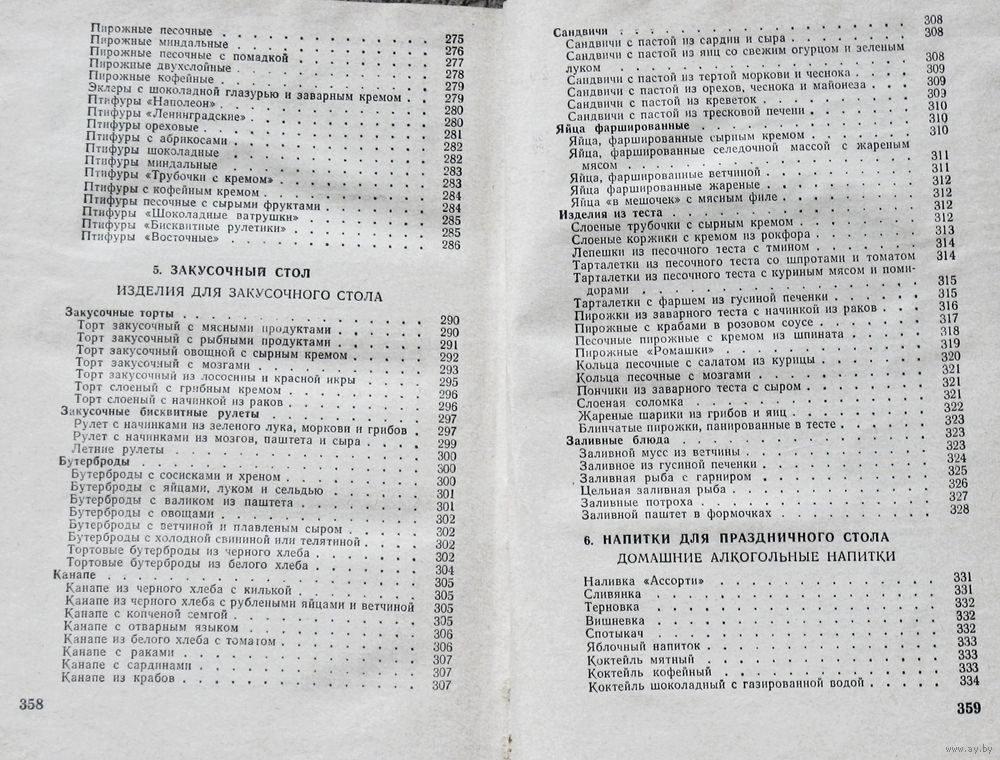 Пирожные песочные . . . . . . . . . . . 275
Пирожные миндальные . . . . . . . . . . 276
Пирожные песочные с помадкой . . . . . . 277
Пирожные двухслойные . . . . . . . . . . 278
Пирожные кофейные . . . . . . . . . . . 279
Эклеры с шоколадной глазурью и заварным кремом . . 279
Птифуры «Наполеон» . . . . . . . . . . . 280
Птифуры «Ленинградские» . . . . . . . . . 280
Птифуры ореховые . . . . . . . . . . . . 281
Птифуры с абрикосами . . . . . . . . . . 282
Птифуры шоколадные . . . . . . . . . . . 282
Птифуры миндальные . . . . . . . . . . . 283
Птифуры «Трубочки с кремом» . . . . . . . 283
Птифуры с кофейным кремом . . . . . . . . 284
Птифуры песочные с сырыми фруктами . . . . 284
Птифуры «Шоколадные ватрушки» . . . . . . 285
Птифуры «Бисквитные рулетики» . . . . . . 285
Птифуры «Восточные» . . . . . . . . . . . 286
5. ЗАКУСОЧНЫЙ СТОЛ
ИЗДЕЛИЯ ДЛЯ ЗАКУСОЧНОГО СТОЛА
Закусочные торты . . . . . . . . . . . . 290
Торт закусочный с мясными продуктами . . . . 290
Торт закусочный с рыбными продуктами . . . . 291
Торт закусочный овощной с сырным кремом . . . 292
Торт закусочный с мозгами . . . . . . . . 293
Торт закусочный из лососины и красной икры . . 295
Торт слоеный с грибным кремом . . . . . . . 296
Торт слоеный с начинкой из раков . . . . . . 296
Закусочные бисквитные рулеты . . . . . . . 297
Рулет с начинками из зеленого лука, моркови и грибов . 297
Рулет с начинками из мозгов, паштета и сыра . . . 299
Летние рулеты . . . . . . . . . . . . . 300
Бутерброды . . . . . . . . . . . . . . 300
Бутерброды с сосисками и хреном . . . . . . 300
Бутерброды с яйцами, луком и сельдью . . . . 301
Бутерброды с валиком из паштета . . . . . . 301
Бутерброды с овощами . . . . . . . . . . 302
Бутерброды с ветчиной и плавленым сыром . . . 302
Бутерброды с холодной свининой или телятиной . . 302
Тортовые бутерброды из черного хлеба . . . . 302
Тортовые бутерброды из белого хлеба . . . . . 304
Канапе . . . . . . . . . . . . . . . . 305
Канапе из черного хлеба с килькой . . . . . . 305
Канапе из черного хлеба с рублеными яйцами и ветчиной 305
Канапе с копченой семгой . . . . . . . . . 305
Канапе с отварным языком . . . . . . . . . 306
Канапе из белого хлеба с томатом . . . . . . 306
Канапе с раками . . . . . . . . . . . . 307
Канапе с сардинами . . . . . . . . . . . 307
Канапе из крабов . . . . . . . . . . . . 307
358
Сандвичи . . . . . . . . . . . . . . . 308
Сандвичи с пастой из сардин и сыра . . . . . 308
Сандвичи с пастой из яиц со свежим огурцом и зеленым
луком . . . . . . . . . . . . . . . . 308
Сандвичи с пастой из тертой моркови и чеснока . . . 309
Сандвичи с пастой из орехов, чеснока и майонеза . . 309
Сандвичи с пастой из креветок . . . . . . . 309
Сандвичи с пастой из тресковой печени . . . . . 310
Яйца фаршированные . . . . . . . . . . . 310
Яйца, фаршированные сырным кремом . . . . . 310
Яйца, фаршированные селедочной массой с жареным
мясом . . . . . . . . . . . . . . . . 311
Яйца, фаршированные ветчиной . . . . . . . 311
Яйца фаршированные жареные . . . . . . . . 312
Яйца «в мешочек» с мясным филе . . . . . . 312
Изделия из теста . . . . . . . . . . . . 312
Слоеные трубочки с сырным кремом . . . . . . 312
Слоеные коржики с кремом из рокфора . . . . . 313
Лепешки из песочного теста с тмином . . . . . 314
Тарталетки из песочного теста со шпротами и томатом 314
Тарталетки из песочного теста с куриным мясом и поми-
дорами . . . . . . . . . . . . . . . . 315
Тарталетки с фаршем из гусиной печенки . . . . 315
Пирожки из заварного теста с начинкой из раков . . 316
Пирожные с крабами в розовом соусе . . . . . 317
Песочные пирожные с кремом из шпината . . . . 318
Пирожные «Ромашки» . . . . . . . . . . . 319
Кольца песочные с салатом из курицы . . . . . 320
Кольца песочные с мозгами . . . . . . . . . 321
Пончики из заварного теста с сыром . . . . . . 321
Слоеная соломка . . . . . . . . . . . . 321
Жареные шарики из грибов и яиц . . . . . . . 322
Блинчатые пирожки, панированные в тесте . . . . 323
Заливные блюда . . . . . . . . . . . . . 323
Заливной мусс из ветчины . . . . . . . . . 323
Заливное из гусиной печенки . . . . . . . . 324
Заливная рыба с гарниром . . . . . . . . . 325
Цельная заливная рыба . . . . . . . . . . 326
Заливные потроха . . . . . . . . . . . . 327
Заливной паштет в формочках . . . . . . . . 328
6. НАПИТКИ ДЛЯ ПРАЗДНИЧНОГО СТОЛА
ДОМАШНИЕ АЛКОГОЛЬНЫЕ НАПИТКИ
Наливка «Ассорти» . . . . . . . . . . . . 331
Сливянка . . . . . . . . . . . . . . . 331
Терновка . . . . . . . . . . . . . . . 332
Вишневка . . . . . . . . . . . . . . . 332
Спотыкач . . . . . . . . . . . . . . . 332
Яблочный напиток . . . . . . . . . . . . 333
Коктейль мятный . . . . . . . . . . . . 333
Коктейль кофейный . . . . . . . . . . . 333
Коктейль шоколадный с газированной водой . . . . 334
359
www.ay.by